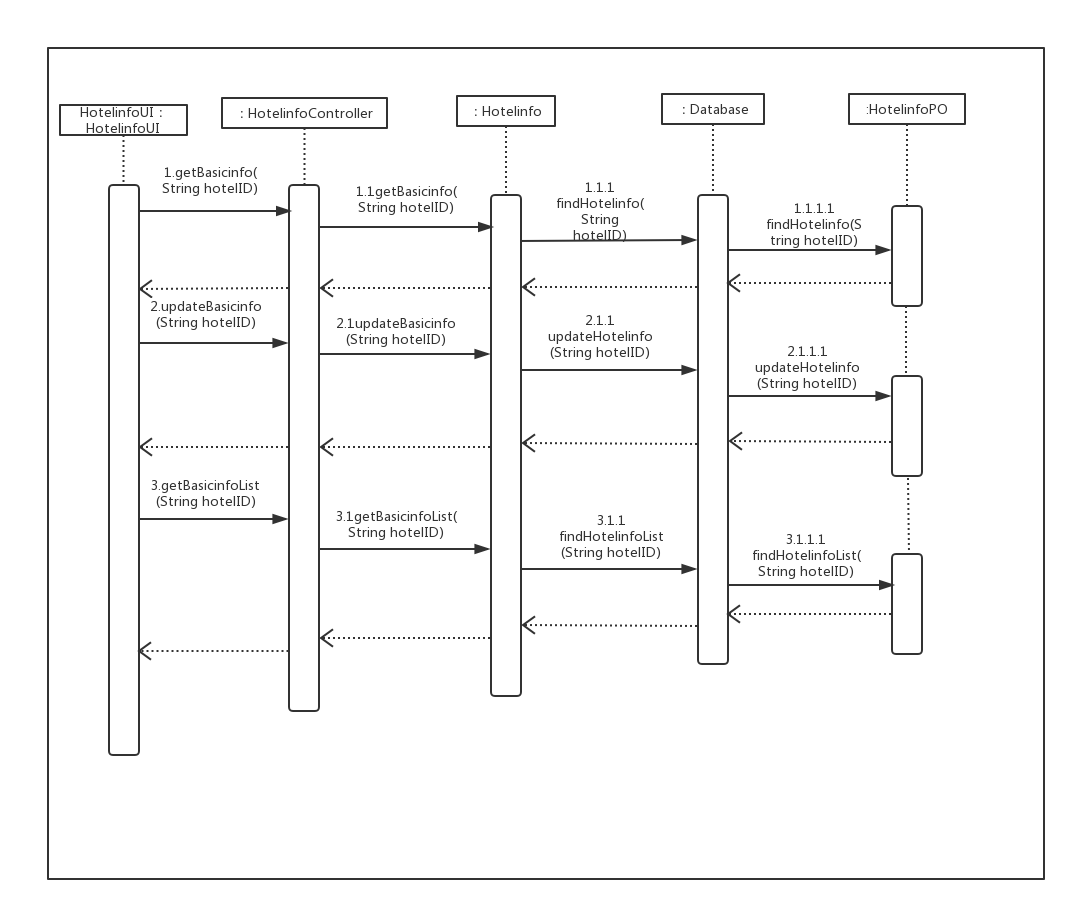 HotelinfoUI :
HotelinfoUI
: HotelinfoController
: Hotelinfo
: Database
:HotelinfoPO
1.getBasicinfo(
String hotelID)
1.1getBasicinfo(
String hotelID)
1.1.1
findHotelinfo(
String
hotelID)
1.1.1.1
findHotelinfo(S
tring hotelID)
2.updateBasicinfo
(String hotelID)
2.1updateBasicinfo
(String hotelID)
2.1.1
updateHotelinfo
(String hotelID)
2.1.1.1
updateHotelinfo
(String hotelID)
3.getBasicinfoList
(String hotelID)
3.1getBasicinfoList(
String hotelID)
3.1.1
findHotelinfoList
(String hotelID)
3.1.1.1
findHotelinfoList(
String hotelID)